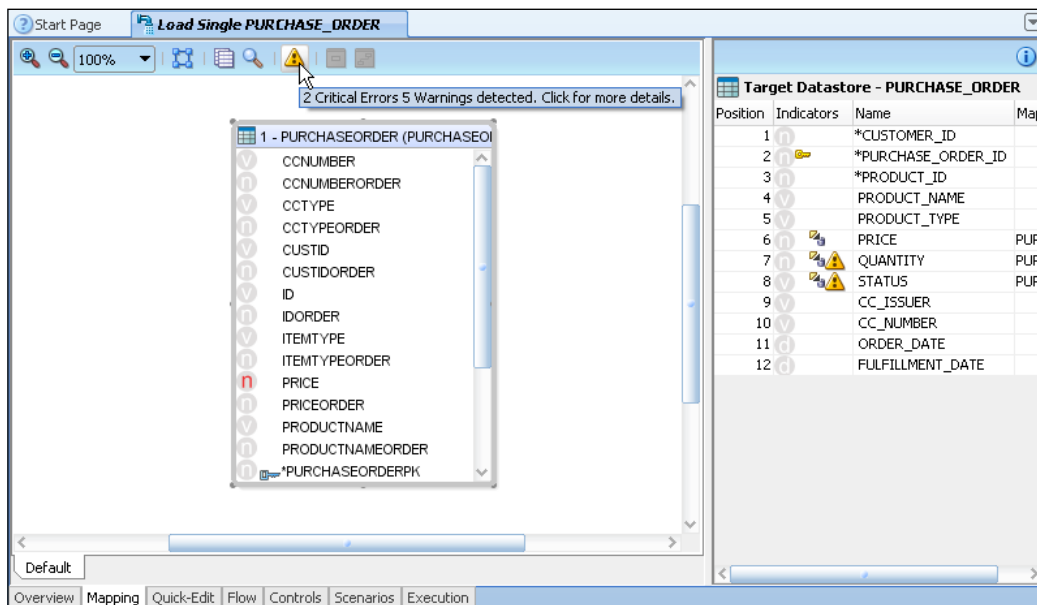 Start Page
Load Single PURCHASE_ORDER
100%
2 Critical Errors 5 Warnings detected. Click for more details.
1 - PURCHASEORDER (PURCHASEO
v CCNUMBER
n CCNUMBERORDER
v CCTYPE
n CCTYPEORDER
v CUSTID
n CUSTIDORDER
v ID
n IDORDER
v ITEMTYPE
n ITEMTYPEORDER
n PRICE
n PRICEORDER
v PRODUCTNAME
n PRODUCTNAMEORDER
n *PURCHASEORDERPK
Default
Overview Mapping Quick-Edit Flow Controls Scenarios Execution
Target Datastore - PURCHASE_ORDER
Position Indicators Name Map
1 n *CUSTOMER_ID
2 n *PURCHASE_ORDER_ID
3 n *PRODUCT_ID
4 v PRODUCT_NAME
5 v PRODUCT_TYPE
6 n PRICE PUR
7 n QUANTITY PUR
8 v STATUS PUR
9 v CC_ISSUER
10 v CC_NUMBER
11 d ORDER_DATE
12 d FULFILLMENT_DATE